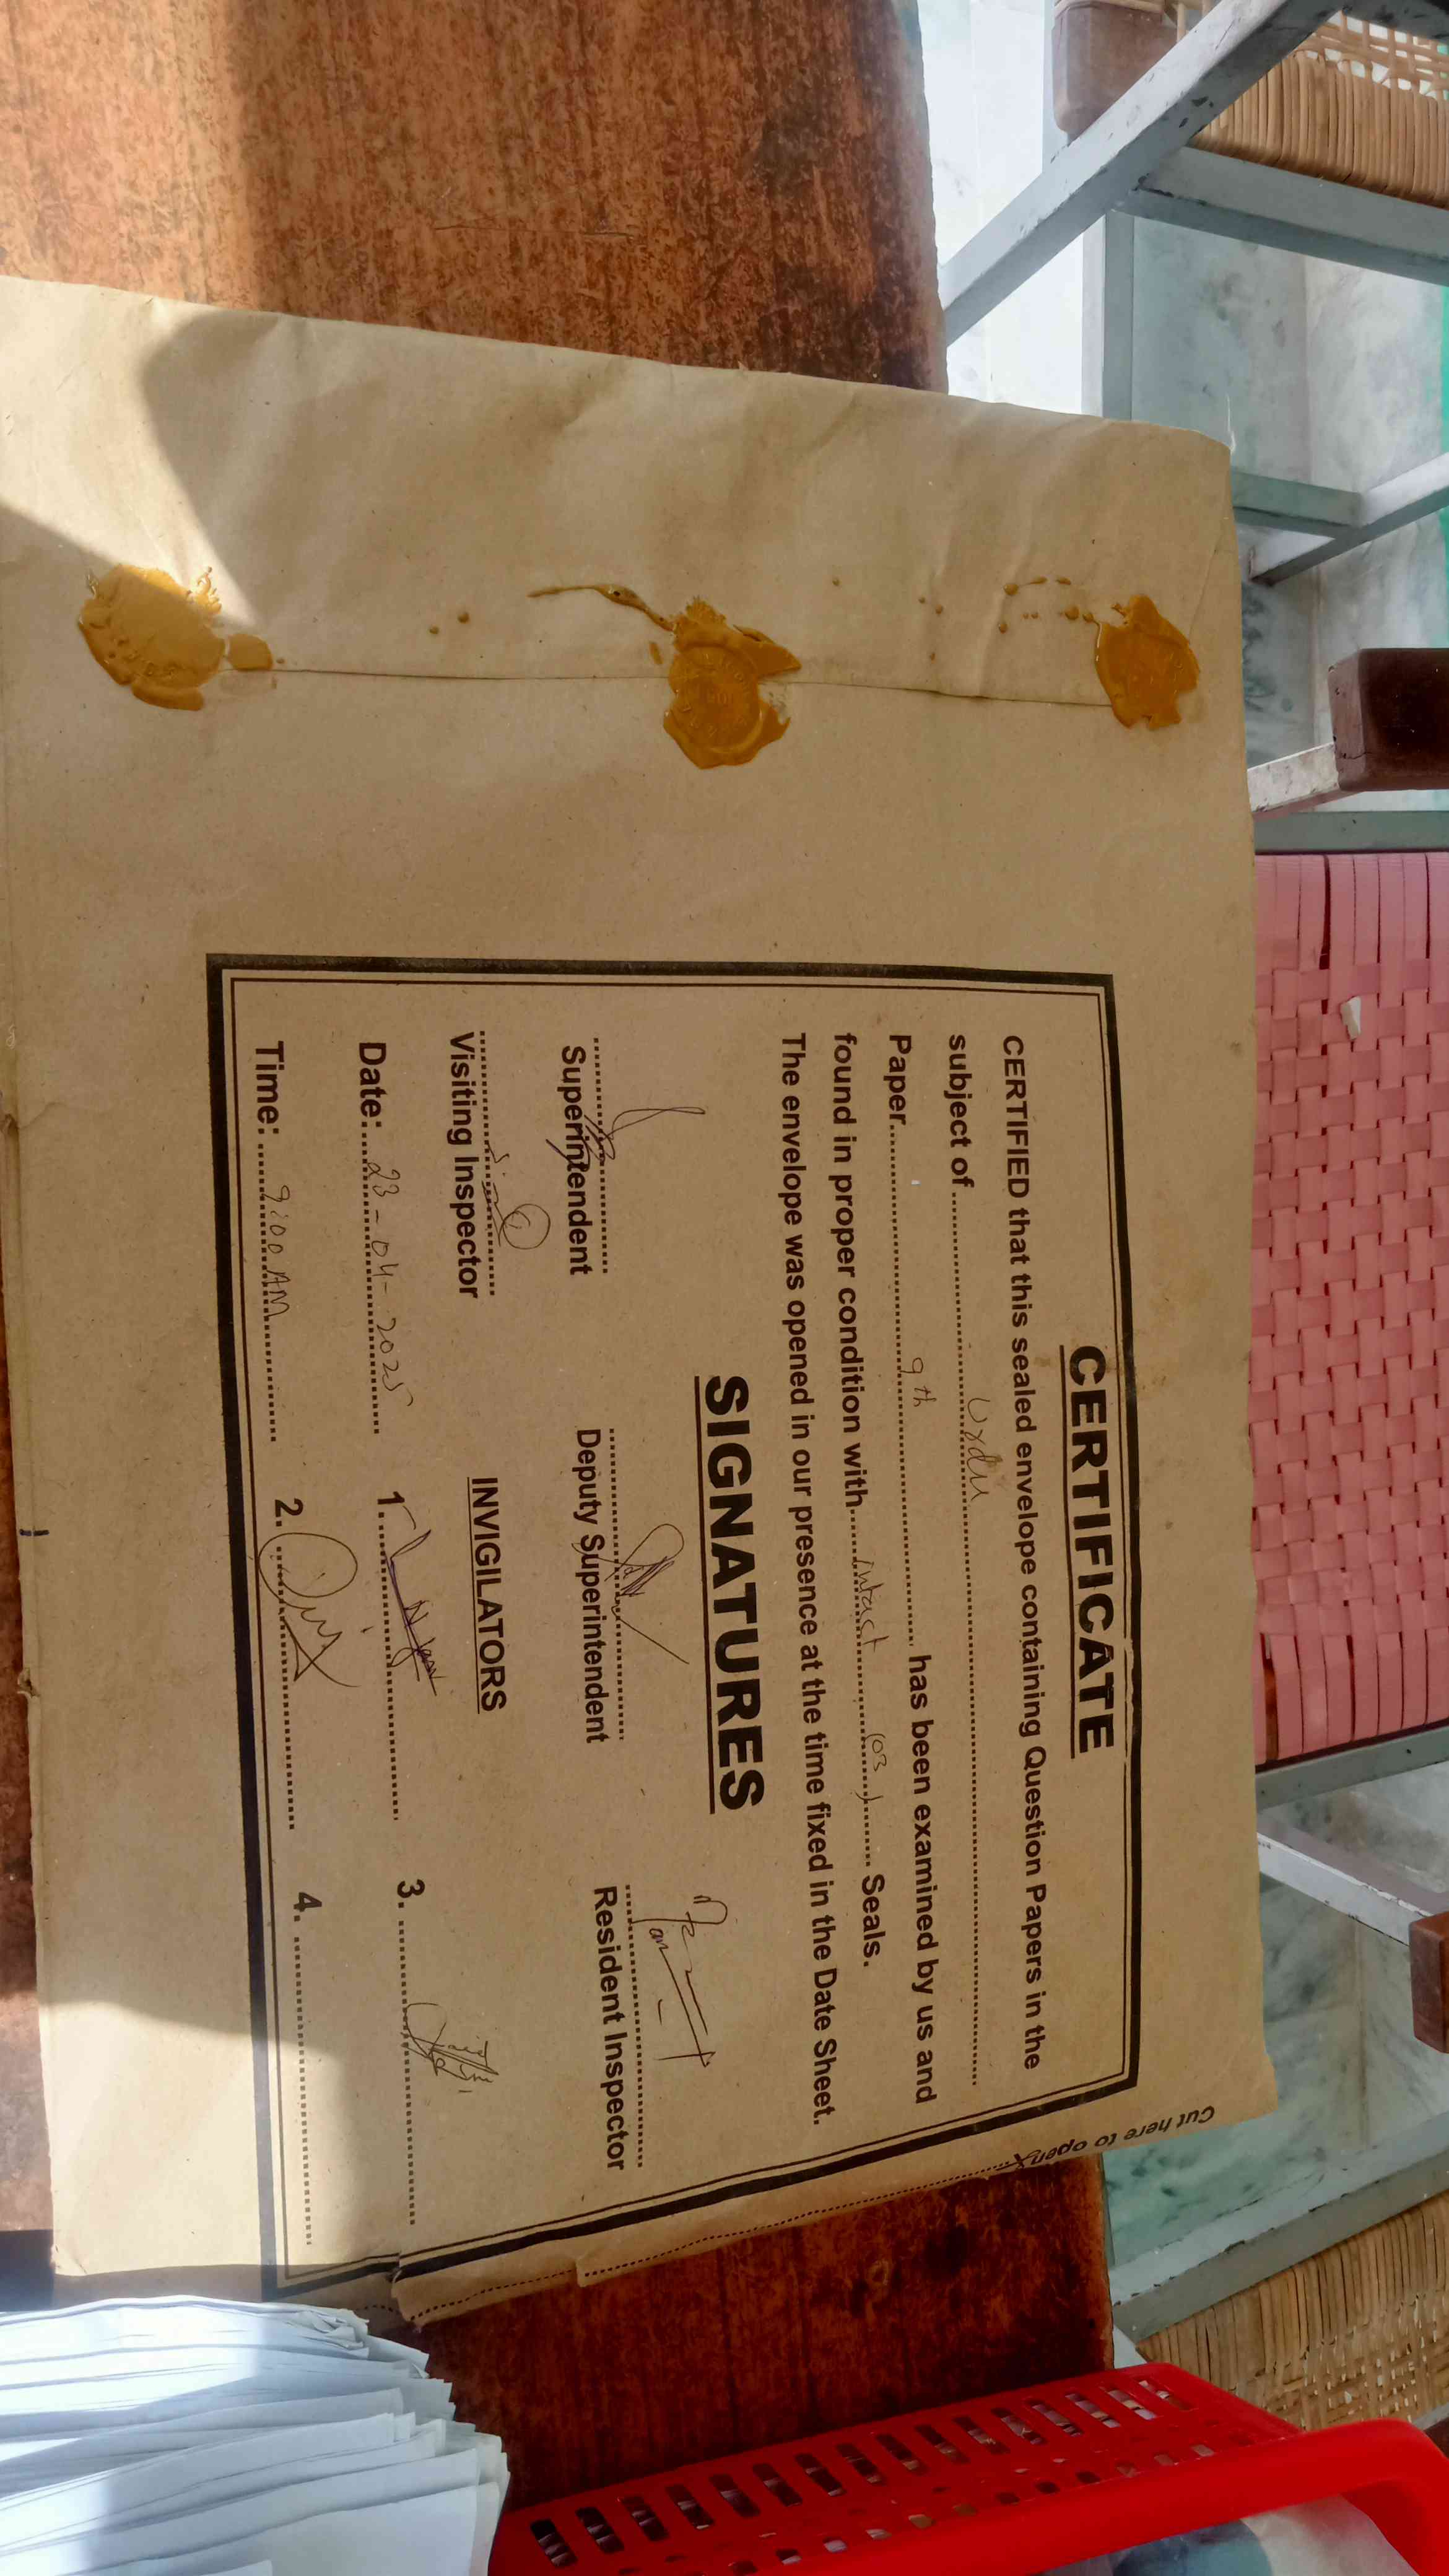 CERTIFICATE
CERTIFIED that this sealed envelope containing Question Papers in the
subject of ........ Urdu ........
Paper........ 9th ........ has been examined by us and
found in proper condition with...... intact ...... (03) ...... Seals.
The envelope was opened in our presence at the time fixed in the Date Sheet.
SIGNATURES
Superintendent Deputy Superintendent Resident Inspector
Visiting Inspector
INVIGILATORS
Date: 23-04-2025 1. 3.
Time: 9:00 AM 2. 4.
Cut here to open